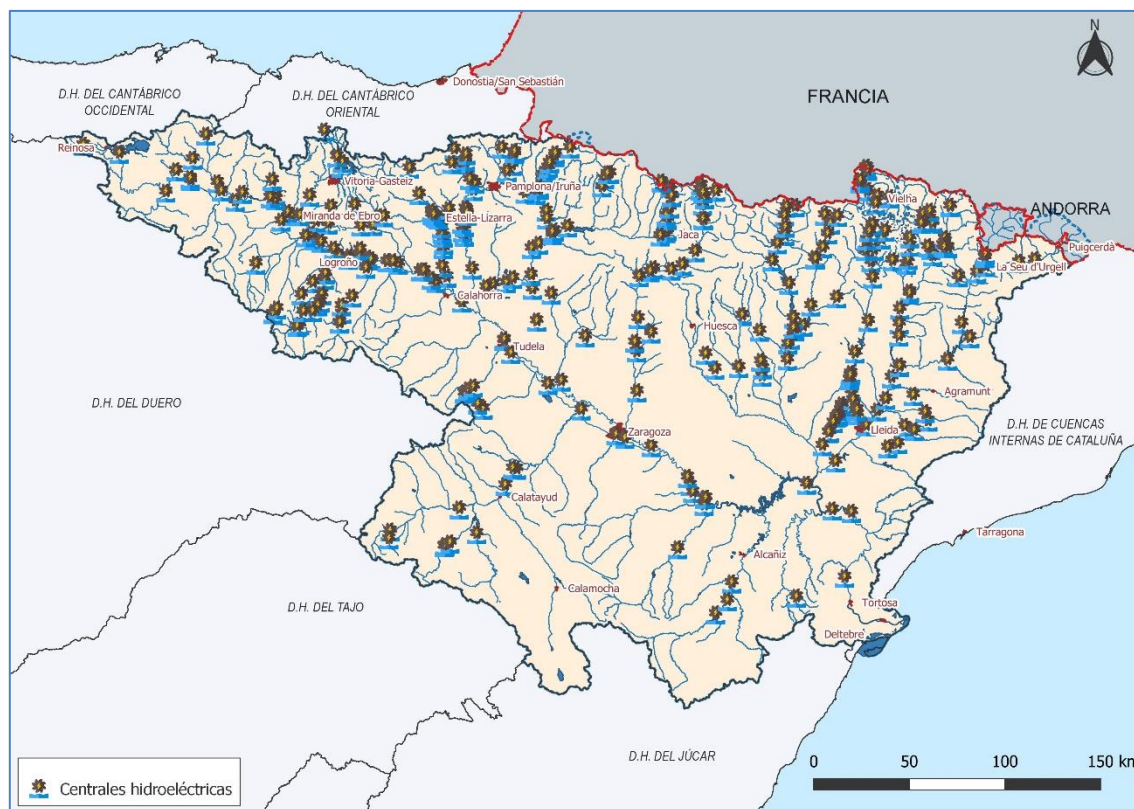 N
Donostia/San Sebastián
D.H. DEL CANTÁBRICO
OCCIDENTAL
D.H. DEL CANTÁBRICO
ORIENTAL
FRANCIA
Reinosa
Vitoria-Gasteiz
Pamplona/Iruña
Vielha
ANDORRA
Miranda de Ebro
Estella-Lizarra
Jaca
Puigcerdà
La Seu d'Urgell
Logroño
Calahorra
Huesca
Tudela
Agramunt
D.H. DEL DUERO
Zaragoza
Lleida
D.H. DE CUENCAS
INTERNAS DE CATALUÑA
Calatayud
Tarragona
Alcañiz
Calamocha
D.H. DEL TAJO
Tortosa
Deltebre
D.H. DEL JÚCAR
Centrales hidroeléctricas
0 50 100 150 km